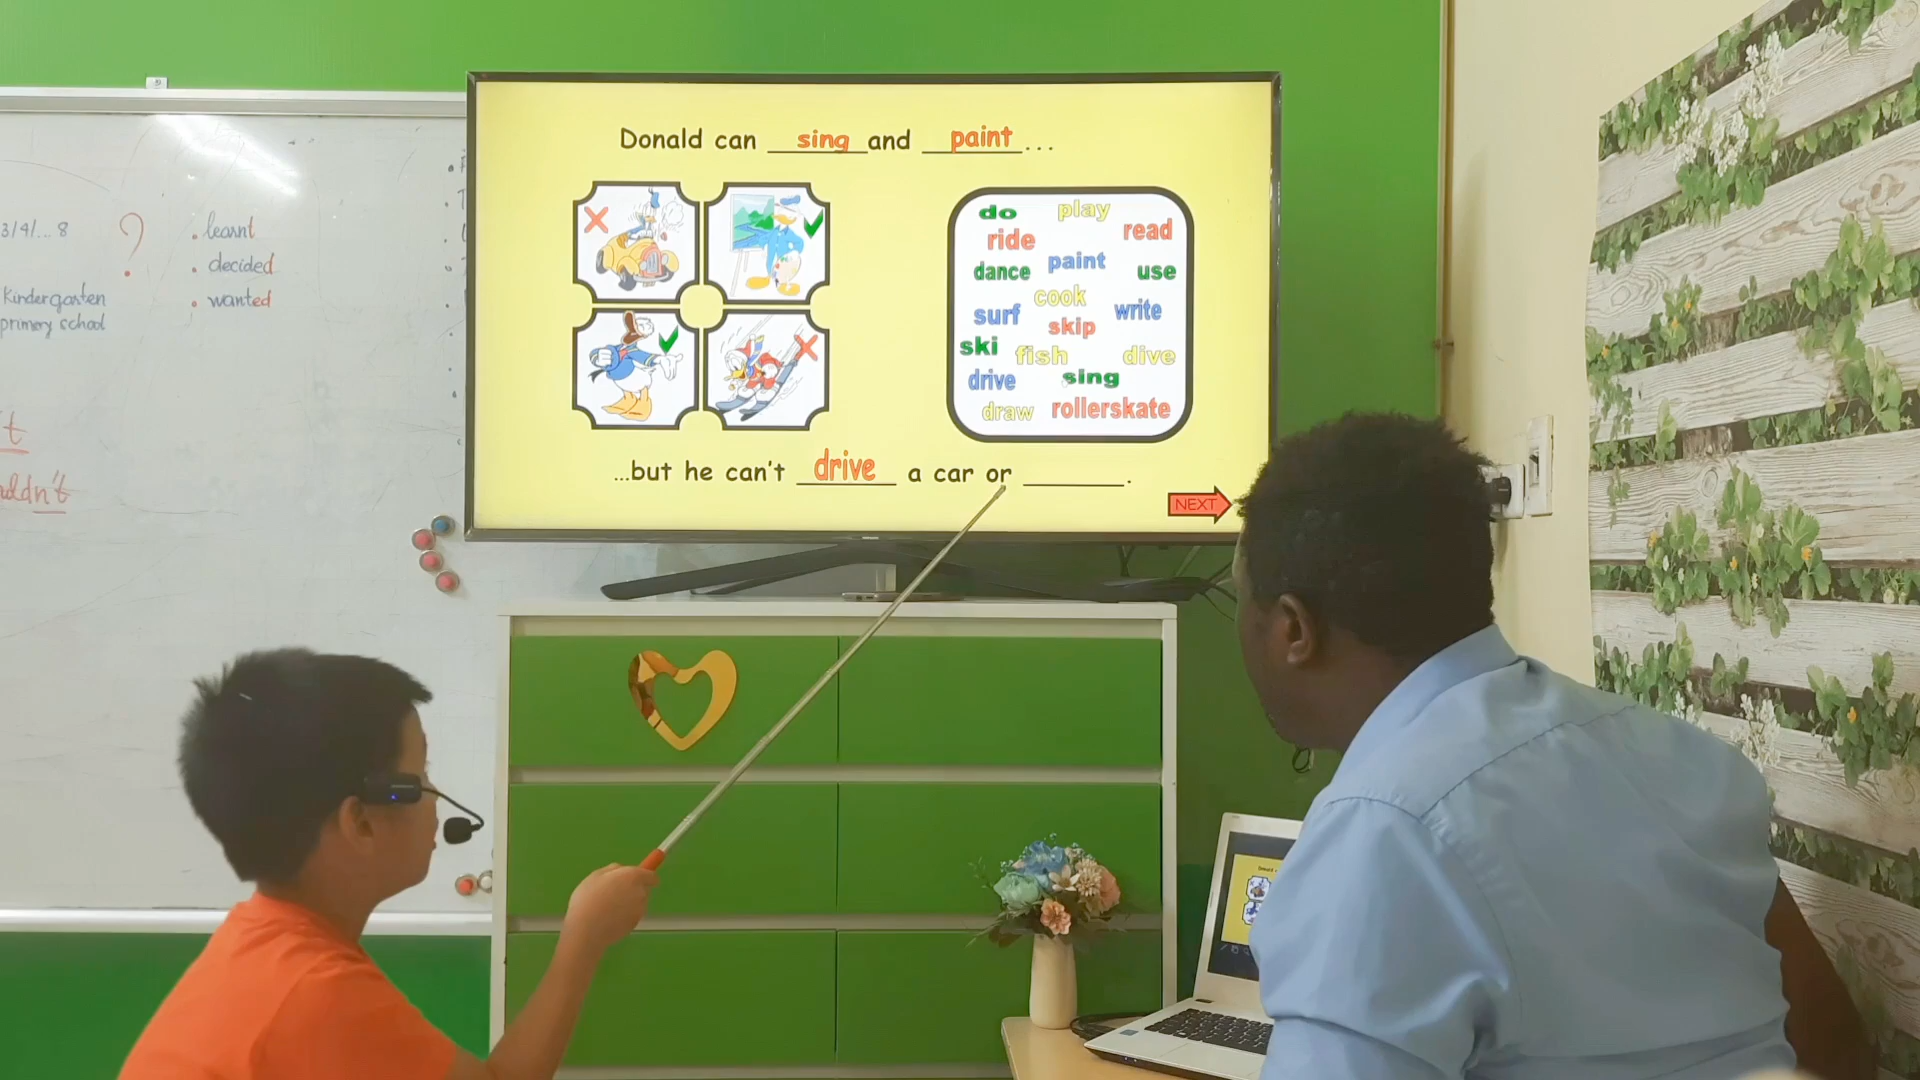 Donald can sing and paint...
do play
ride read
dance paint use
cook
surf write
skip
ski fish dive
drive sing
draw rollerskate
...but he can't drive a car or ______.
NEXT
3/4/... 8
?
. learnt
. decided
. wanted
Kindergarten
primary school